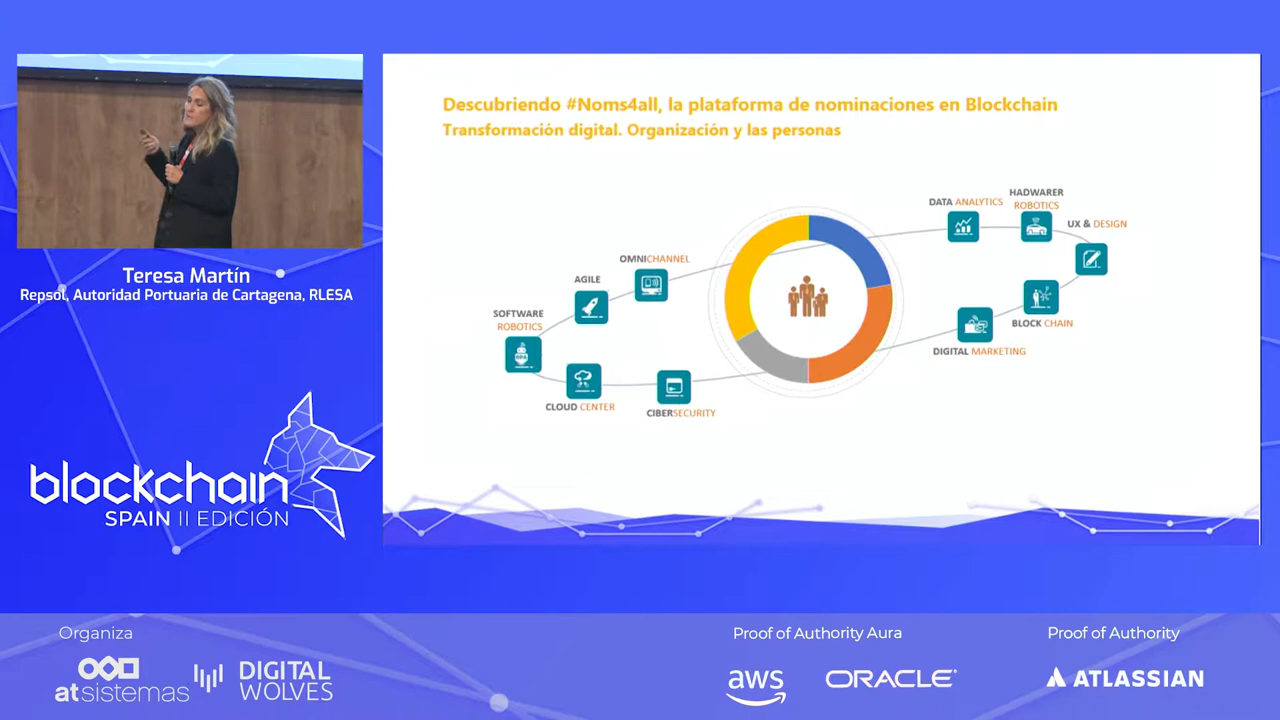 Descubriendo #Noms4all, la plataforma de nominaciones en Blockchain
Transformación digital. Organización y las personas
DATA ANALYTICS
HADWARER
ROBOTICS
UX & DESIGN
OMNICHANNEL
AGILE
SOFTWARE
ROBOTICS
RPA
BLOCK CHAIN
DIGITAL MARKETING
CLOUD CENTER
CIBERSECURITY
Teresa Martín
Repsol, Autoridad Portuaria de Cartagena, RLESA
blockchain
SPAIN II EDICIÓN
Organiza
atsistemas
DIGITAL
WOLVES
Proof of Authority Aura
aws
ORACLE
Proof of Authority
ATLASSIAN